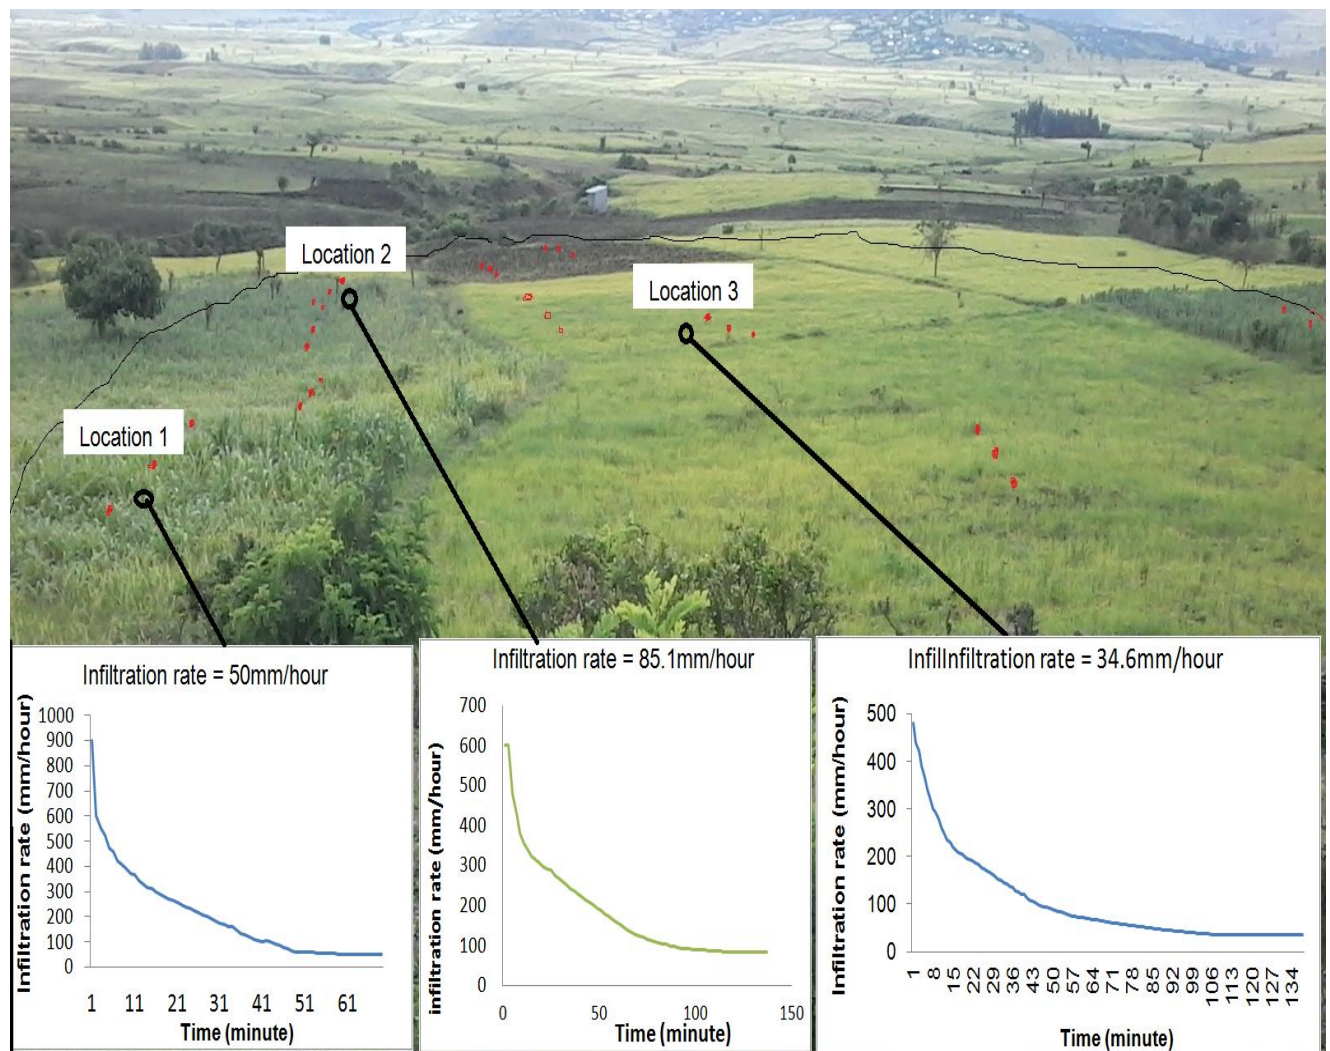 Location 2
Location 3
Location 1
Infiltration rate = 50mm/hour
Infiltration rate (mm/hour)
1000
900
800
700
600
500
400
300
200
100
0
1 11 21 31 41 51 61
Time (minute)
Infiltration rate = 85.1mm/hour
infiltration rate (mm/hour)
700
600
500
400
300
200
100
0
0 50 100 150
Time (minute)
InfilInfiltration rate = 34.6mm/hour
Infiltration rate (mm/hour)
500
400
300
200
100
0
1 8 15 22 29 36 43 50 57 64 71 78 85 92 99 106 113 120 127 134
Time (minute)